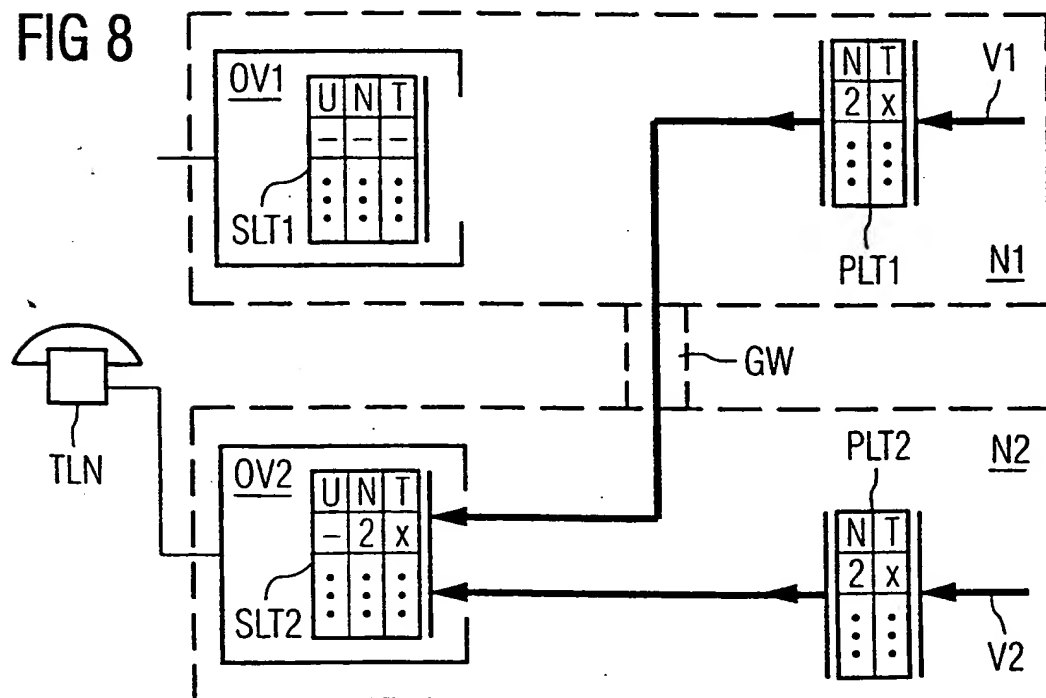 FIG 8
OV1
U N T
– – –
SLT1
N T
2 x
V1
PLT1
N1
GW
TLN
OV2
U N T
– 2 x
SLT2
PLT2
N2
N T
2 x
V2